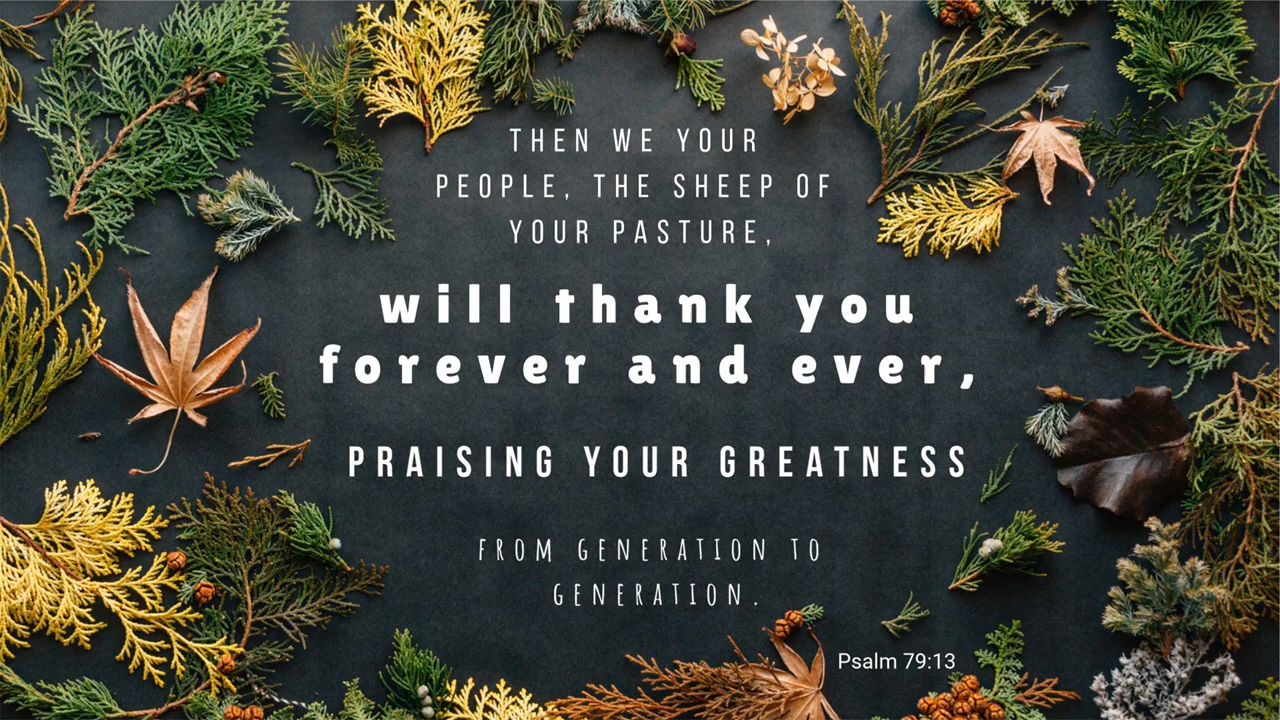 THEN WE YOUR
PEOPLE, THE SHEEP OF
YOUR PASTURE,
will thank you
forever and ever,
PRAISING YOUR GREATNESS
FROM GENERATION TO
GENERATION.
Psalm 79:13